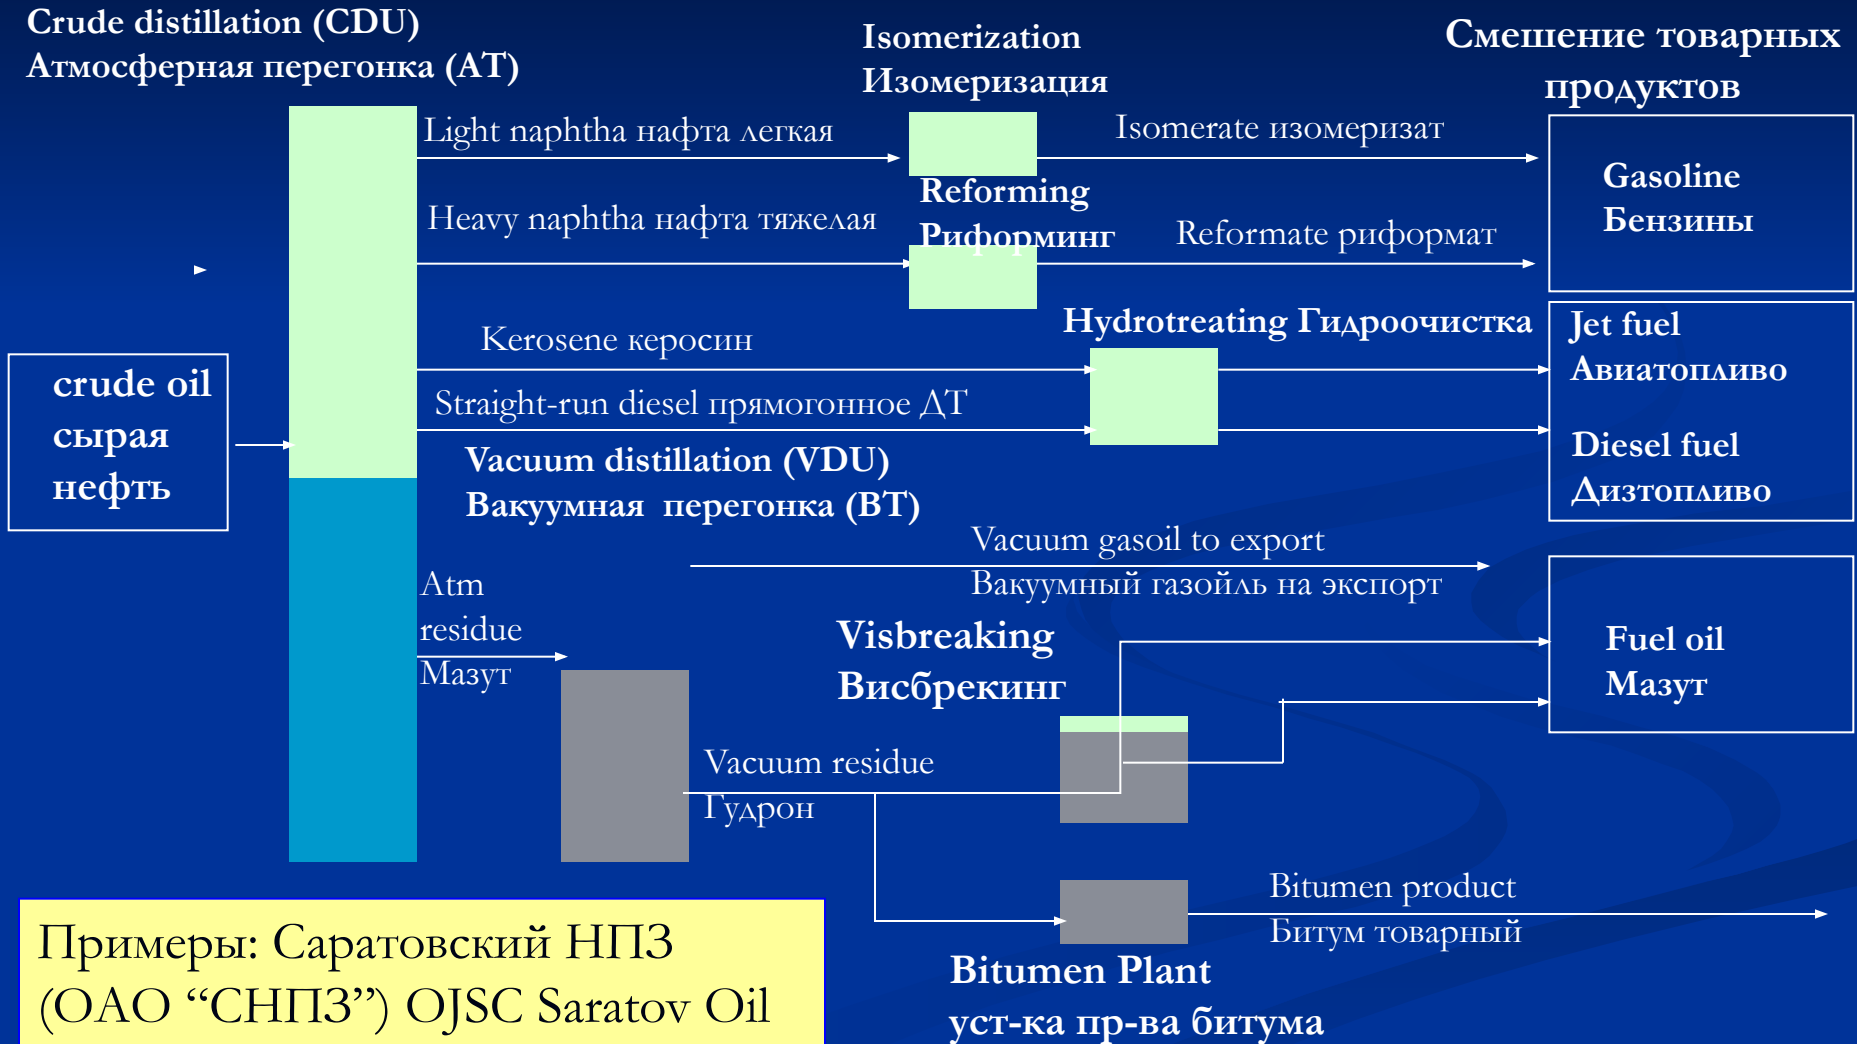 Crude distillation (CDU)
Атмосферная перегонка (АТ)
Isomerization
Изомеризация
Смешение товарных
продуктов
Light naphtha нафта легкая
Isomerate изомеризат
Gasoline
Бензины
Reforming
Риформинг
Heavy naphtha нафта тяжелая
Reformate риформат
Hydrotreating Гидроочистка
Kerosene керосин
Jet fuel
Авиатопливо
crude oil
сырая
нефть
Straight-run diesel прямогонное ДТ
Diesel fuel
Дизтопливо
Vacuum distillation (VDU)
Вакуумная перегонка (ВТ)
Vacuum gasoil to export
Вакуумный газойль на экспорт
Atm
residue
Мазут
Visbreaking
Висбрекинг
Fuel oil
Мазут
Vacuum residue
Гудрон
Bitumen product
Битум товарный
Bitumen Plant
уст-ка пр-ва битума
Примеры: Саратовский НПЗ
(ОАО “СНПЗ”) OJSC Saratov Oil